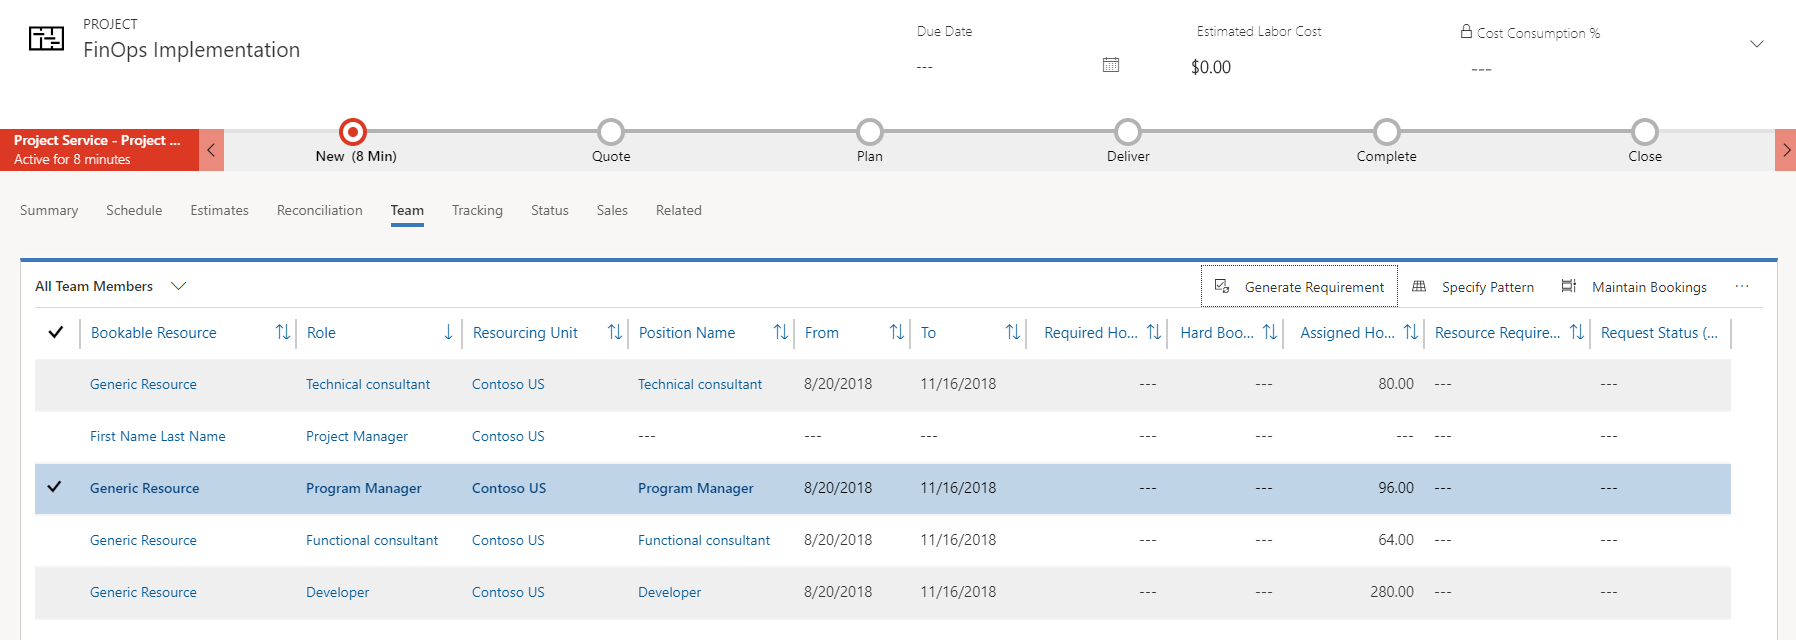 PROJECT
FinOps Implementation
Due Date
---
Estimated Labor Cost
$0.00
Cost Consumption %
---
Project Service - Project ...
Active for 8 minutes
New (8 Min)
Quote
Plan
Deliver
Complete
Close
Summary Schedule Estimates Reconciliation Team Tracking Status Sales Related
All Team Members Generate Requirement Specify Pattern Maintain Bookings ...
Bookable Resource Role Resourcing Unit Position Name From To Required Ho... Hard Boo... Assigned Ho... Resource Require... Request Status (...
Generic Resource Technical consultant Contoso US Technical consultant 8/20/2018 11/16/2018 --- --- 80.00 --- ---
First Name Last Name Project Manager Contoso US --- --- --- --- --- --- --- ---
Generic Resource Program Manager Contoso US Program Manager 8/20/2018 11/16/2018 --- --- 96.00 --- ---
Generic Resource Functional consultant Contoso US Functional consultant 8/20/2018 11/16/2018 --- --- 64.00 --- ---
Generic Resource Developer Contoso US Developer 8/20/2018 11/16/2018 --- --- 280.00 --- ---